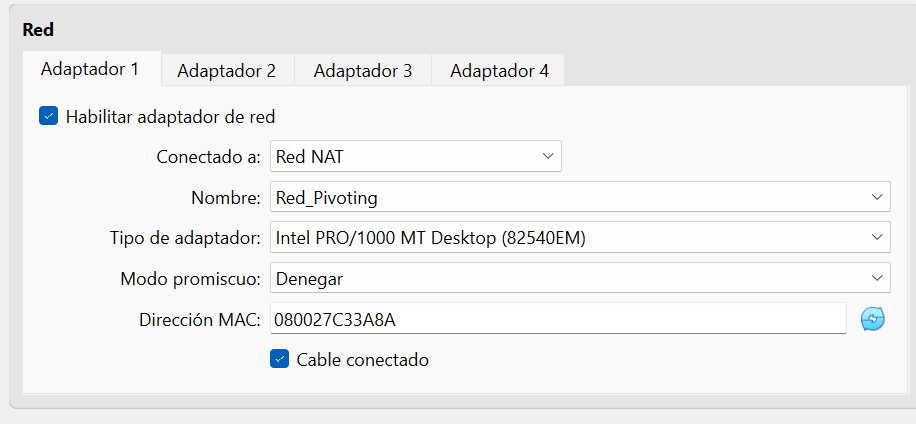 Red
Adaptador 1 Adaptador 2 Adaptador 3 Adaptador 4
Habilitar adaptador de red
Conectado a: Red NAT
Nombre: Red_Pivoting
Tipo de adaptador: Intel PRO/1000 MT Desktop (82540EM)
Modo promiscuo: Denegar
Dirección MAC: 080027C33A8A
Cable conectado